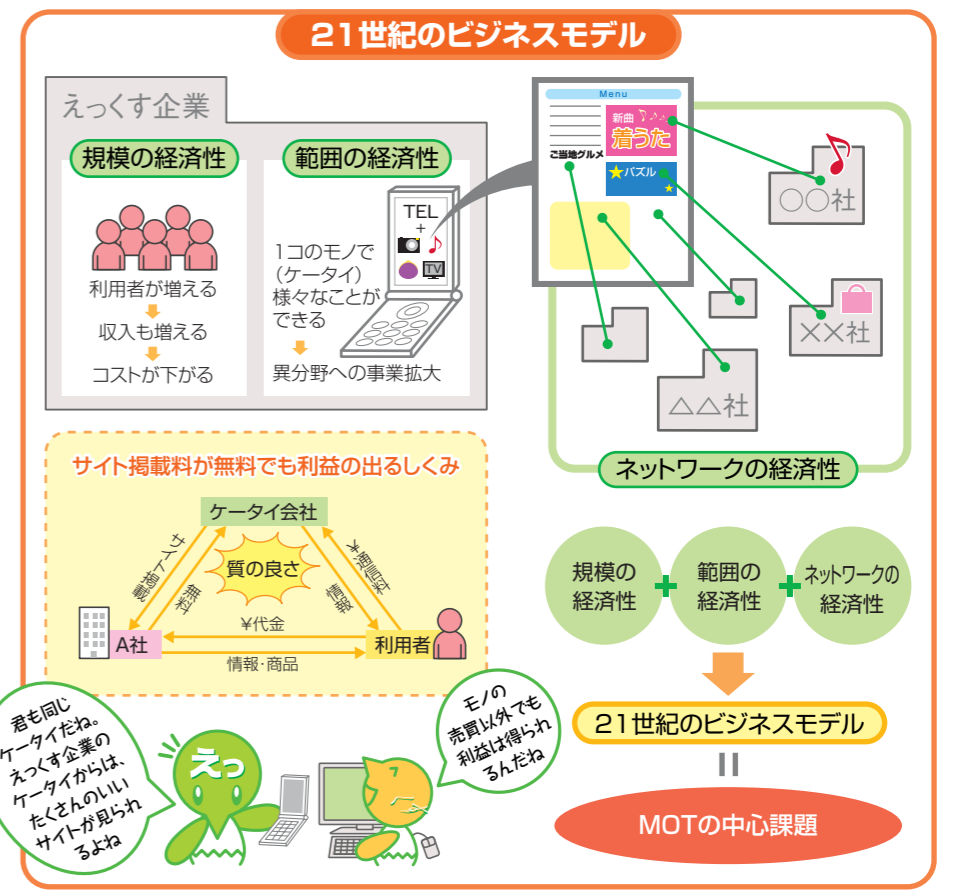 21世紀のビジネスモデル
えっくす企業
規模の経済性
利用者が増える
収入も増える
コストが下がる
範囲の経済性
1コのモノで
(ケータイ)
様々なことが
できる
異分野への事業拡大
TEL
+
TV
Menu
新曲
着うた
ご当地グルメ
パズル
○○社
××社
△△社
ネットワークの経済性
サイト掲載料が無料でも利益の出るしくみ
ケータイ会社
サイト掲載
無料
質の良さ
情報
¥通信料
¥代金
A社
利用者
情報・商品
規模の
経済性
+
範囲の
経済性
+
ネットワークの
経済性
21世紀のビジネスモデル
MOTの中心課題
君も同じ
ケータイだね。
えっくす企業の
ケータイからは、
たくさんのいい
サイトが見られ
るよね
えっ
モノの
売買以外でも
利益は得られ
るんだね